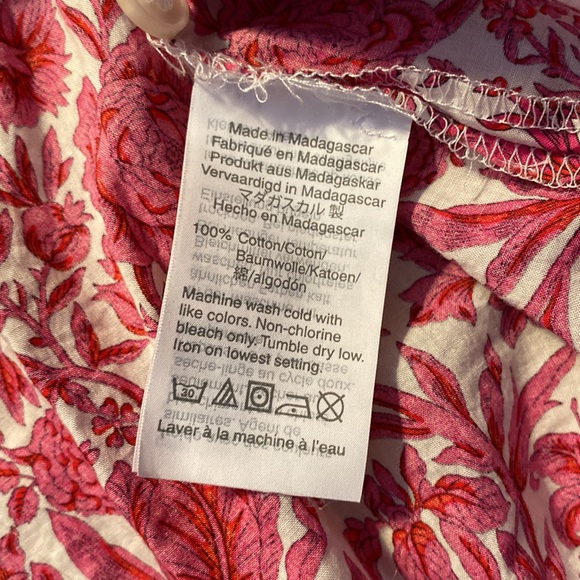 Made in Madagascar
Fabriqué en Madagascar
Produkt aus Madagaskar
Vervaardigd in Madagascar
マダガスカル 製
Hecho en Madagascar
100% Cotton/Coton/
Baumwolle/Katoen/
綿/algodón
Machine wash cold with
like colors. Non-chlorine
bleach only. Tumble dry low.
Iron on lowest setting.
30
Laver à la machine à l'eau